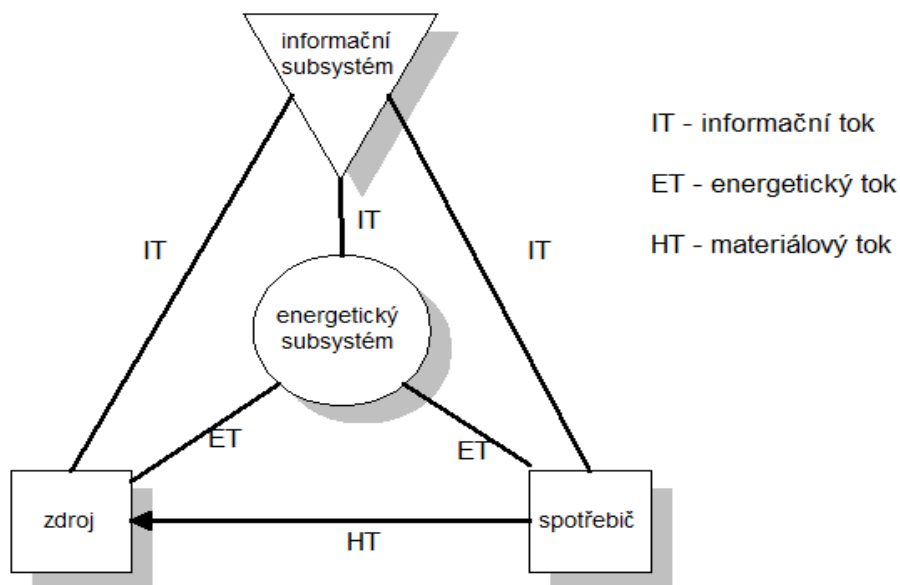 informační
subsystém
IT - informační tok
ET - energetický tok
HT - materiálový tok
IT
IT
IT
energetický
subsystém
ET
ET
zdroj
spotřebič
HT